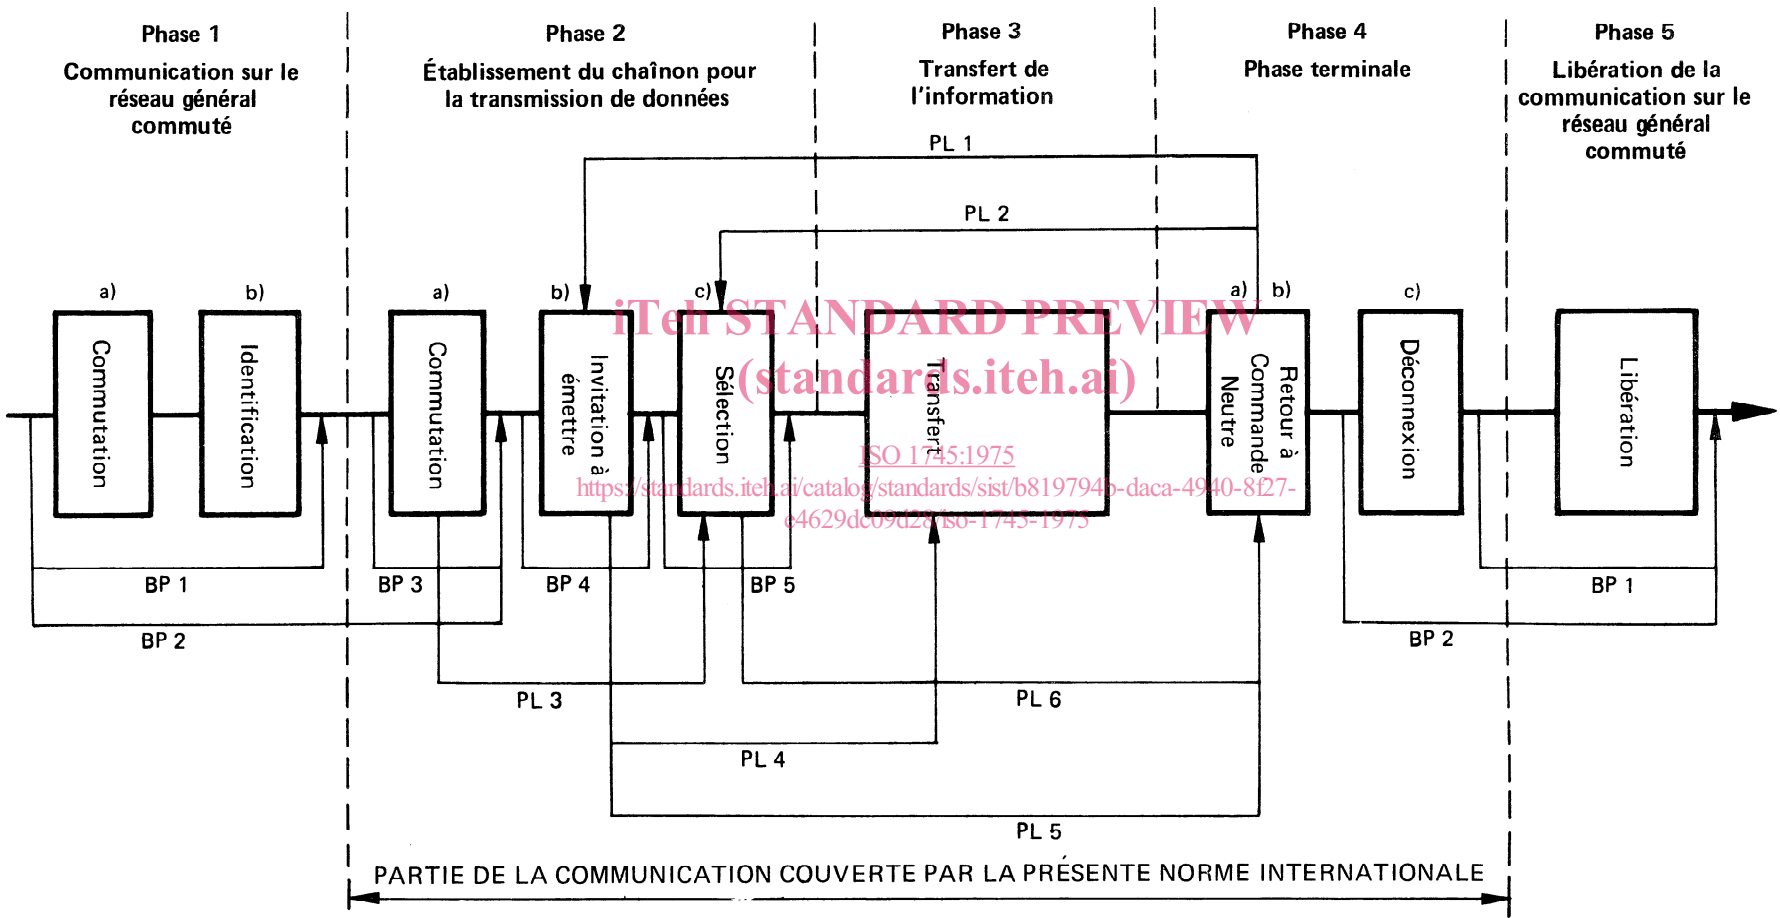 Phase 1
Communication sur le
réseau général
commuté
Phase 2
Établissement du chaînon pour
la transmission de données
Phase 3
Transfert de
l'information
Phase 4
Phase terminale
Phase 5
Libération de la
communication sur le
réseau général
commuté
PL 1
PL 2
a)
b)
a)
b)
c)
a)
b)
c)
Commutation
Identification
Commutation
Invitation à
émettre
Sélection
Transfert
Retour à
Commande
Neutre
Déconnexion
Libération
iTeh STANDARD PREVIEW
(standards.iteh.ai)
ISO 1745:1975
https://standards.iteh.ai/catalog/standards/sist/b819794b-daca-4940-8f27-
e4629dc09d28/iso-1745-1975
BP 1
BP 3
BP 4
BP 5
BP 1
BP 2
BP 2
PL 3
PL 6
PL 4
PL 5
PARTIE DE LA COMMUNICATION COUVERTE PAR LA PRÉSENTE NORME INTERNATIONALE